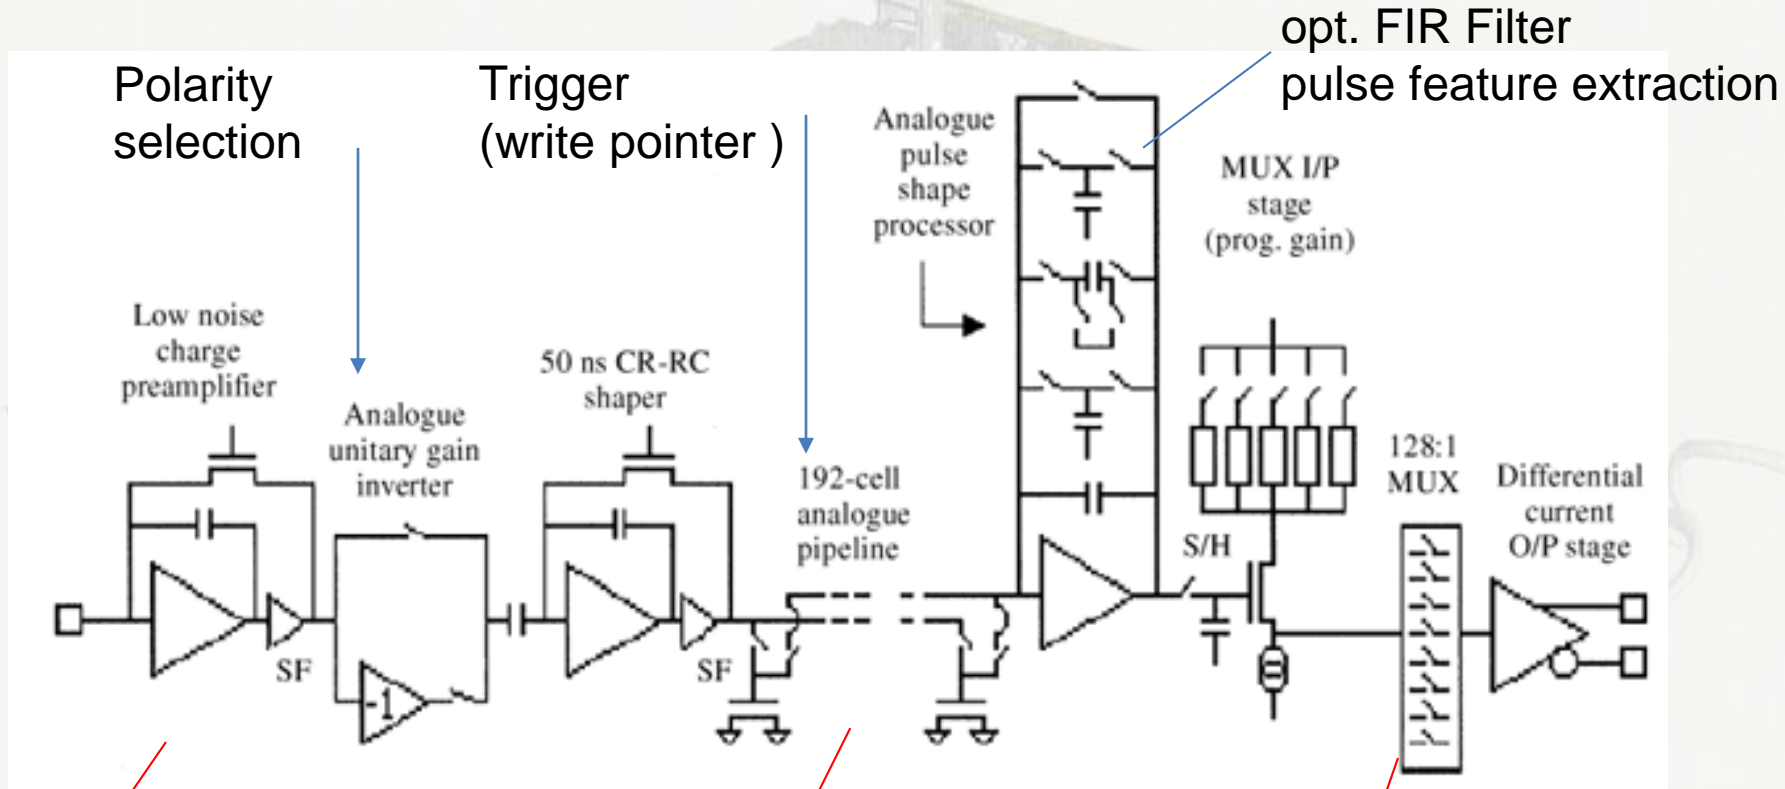 opt. FIR Filter
pulse feature extraction
Polarity
selection
Trigger
(write pointer )
Analogue
pulse
shape
processor
MUX I/P
stage
(prog. gain)
Low noise
charge
preamplifier
Analogue
unitary gain
inverter
50 ns CR-RC
shaper
192-cell
analogue
pipeline
S/H
128:1
MUX
Differential
current
O/P stage
SF
-1
SF